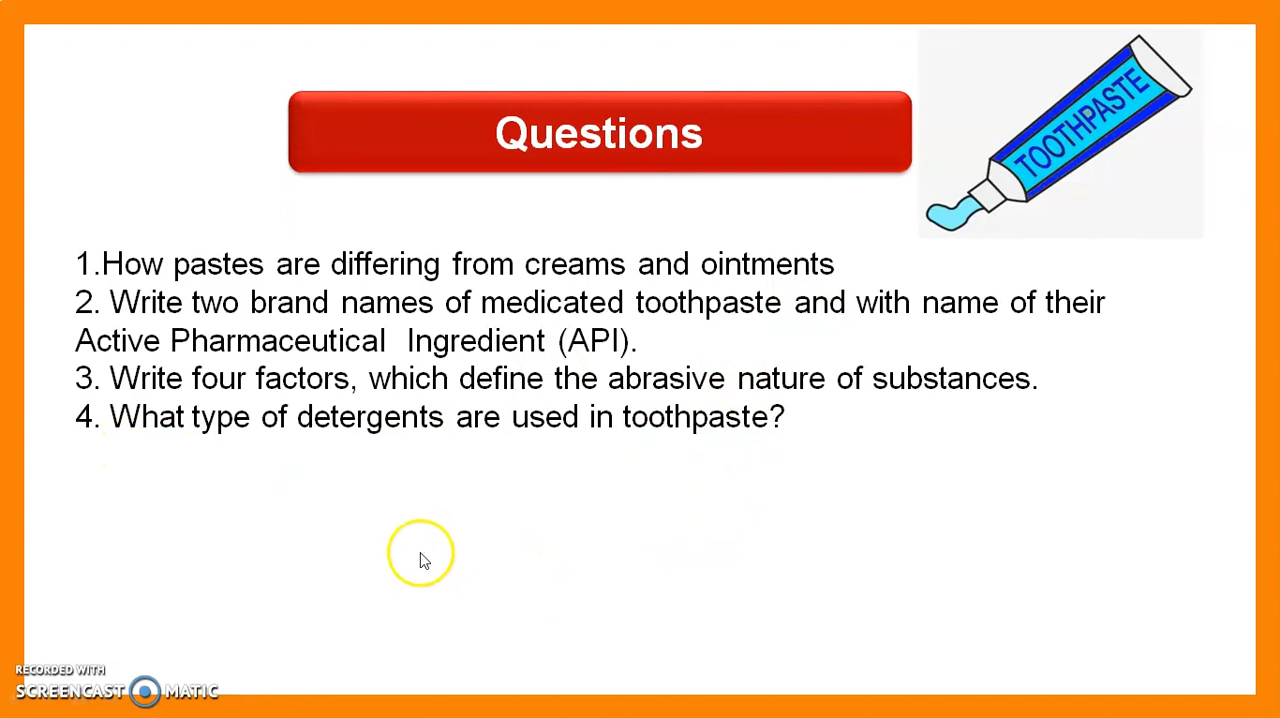 Questions
TOOTHPASTE
1.How pastes are differing from creams and ointments
2. Write two brand names of medicated toothpaste and with name of their
Active Pharmaceutical Ingredient (API).
3. Write four factors, which define the abrasive nature of substances.
4. What type of detergents are used in toothpaste?
RECORDED WITH
SCREENCAST MATIC